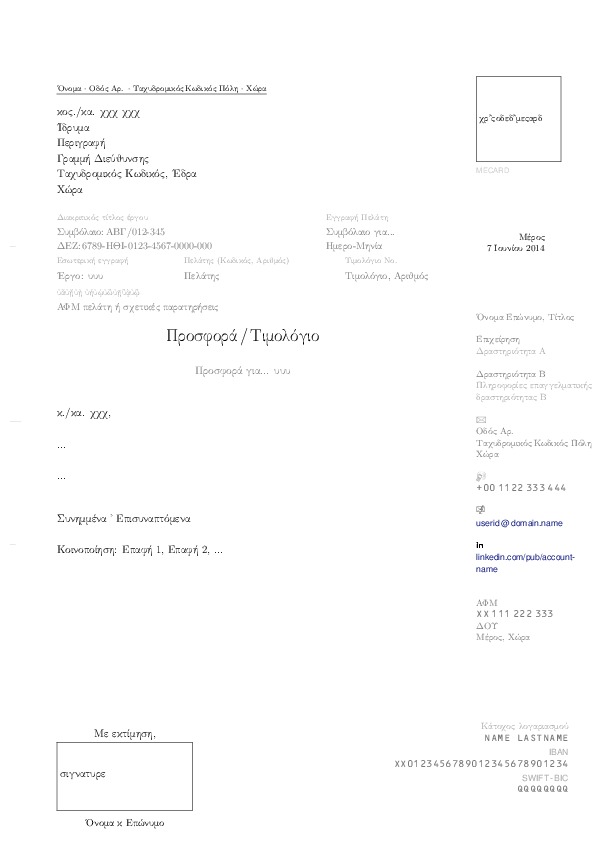 Όνομα · Οδός Αρ. · Ταχυδρομικός Κωδικός Πόλη · Χώρα
κος./κα. χχχ χχχ
Ίδρυμα
Περιγραφή
Γραμμή Διεύθυνσης
Ταχυδρομικός Κωδικός, Έδρα
Χώρα
MECARD
Διακριτικός τίτλος έργου
Εγγραφή Πελάτη
Συμβόλαιο: ΑΒΓ/012-345
Συμβόλαιο για...
ΔΕΖ:6789-ΗΘΙ-0123-4567-0000-000
Ημερο-Μηνία
Μέρος
7 Ιουνίου 2014
Εσωτερική εγγραφή
Πελάτης (Κωδικός, Αριθμός)
Τιμολόγιο No.
Έργο: υυυ
Πελάτης
Τιμολόγιο, Αριθμός
ΑΦΜ πελάτη ή σχετικές παρατηρήσεις
Προσφορά / Τιμολόγιο
Προσφορά για... υυυ
κ./κα. χχχ,
...
...
Συνημμένα ' Επισυναπτόμενα
Κοινοποίηση: Επαφή 1, Επαφή 2, ...
Όνομα Επώνυμο, Τίτλος
Επιχείρηση
Δραστηριότητα Α
Δραστηριότητα Β
Πληροφορίες επαγγελματικής
δραστηριότητας Β
Οδός Αρ.
Ταχυδρομικός Κωδικός Πόλη
Χώρα
+00 11 22 333 444
userid@domain.name
in
linkedin.com/pub/account-
name
ΑΦΜ
XX 111 222 333
ΔΟΥ
Μέρος, Χώρα
Με εκτίμηση,
σιγνατυρε
Όνομα κ Επώνυμο
Κάτοχος λογαριασμού
NAME LASTNAME
IBAN
XX0123456789012345678901234
SWIFT-BIC
QQQQQQQQ